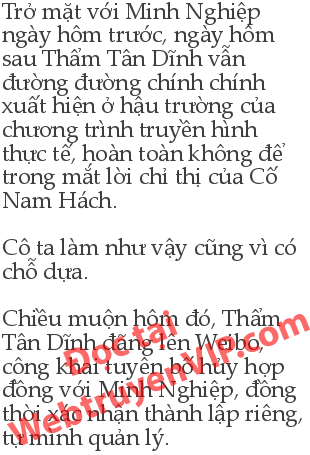 Trở mặt với Minh Nghiệp
ngày hôm trước, ngày hôm
sau Thẩm Tân Dĩnh vẫn
đường đường chính chính
xuất hiện ở hậu trường của
chương trình truyền hình
thực tế, hoàn toàn không để
trong mắt lời chỉ thị của Cố
Nam Hách.
Cô ta làm như vậy cũng vì có
chỗ dựa.
Chiều muộn hôm đó, Thẩm
Tân Dĩnh đăng lên Weibo,
công khai tuyên bố hủy hợp
đồng với Minh Nghiệp, đồng
thời xác nhận thành lập riêng,
tự mình quản lý.
Đọc tại
WebtruyenVIP.com